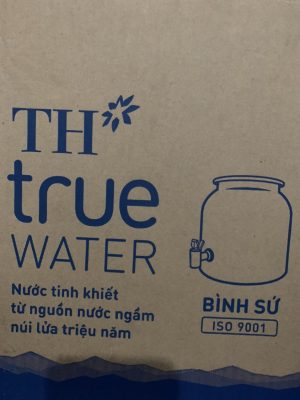 TH
true
WATER
Nước tinh khiết
từ nguồn nước ngầm
núi lửa triệu năm
BÌNH SỨ
ISO 9001